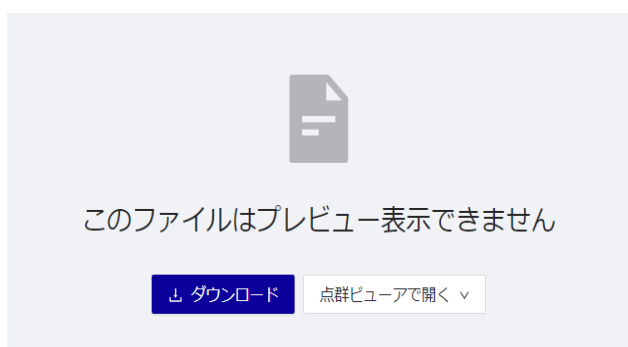 このファイルはプレビュー表示できません
ダウンロード
点群ビューアで開く